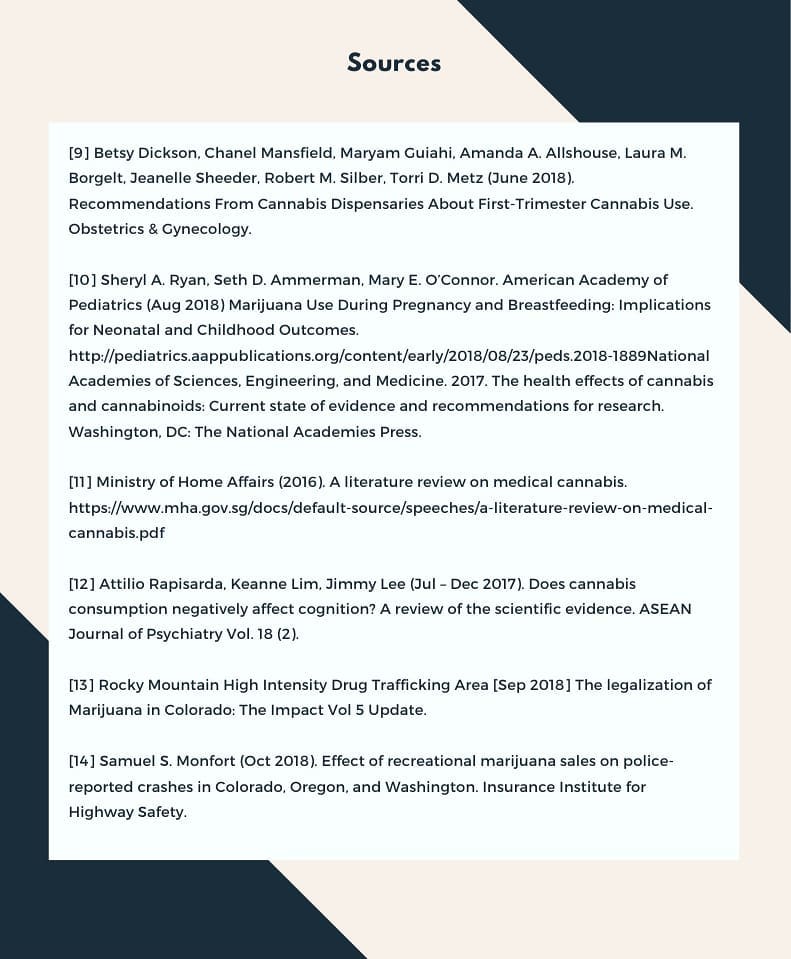 Sources
[9] Betsy Dickson, Chanel Mansfield, Maryam Guiahi, Amanda A. Allshouse, Laura M.
Borgelt, Jeanelle Sheeder, Robert M. Silber, Torri D. Metz (June 2018).
Recommendations From Cannabis Dispensaries About First-Trimester Cannabis Use.
Obstetrics & Gynecology.
[10] Sheryl A. Ryan, Seth D. Ammerman, Mary E. O’Connor. American Academy of
Pediatrics (Aug 2018) Marijuana Use During Pregnancy and Breastfeeding: Implications
for Neonatal and Childhood Outcomes.
http://pediatrics.aappublications.org/content/early/2018/08/23/peds.2018-1889National
Academies of Sciences, Engineering, and Medicine. 2017. The health effects of cannabis
and cannabinoids: Current state of evidence and recommendations for research.
Washington, DC: The National Academies Press.
[11] Ministry of Home Affairs (2016). A literature review on medical cannabis.
https://www.mha.gov.sg/docs/default-source/speeches/a-literature-review-on-medical-
cannabis.pdf
[12] Attilio Rapisarda, Keanne Lim, Jimmy Lee (Jul – Dec 2017). Does cannabis
consumption negatively affect cognition? A review of the scientific evidence. ASEAN
Journal of Psychiatry Vol. 18 (2).
[13] Rocky Mountain High Intensity Drug Trafficking Area [Sep 2018] The legalization of
Marijuana in Colorado: The Impact Vol 5 Update.
[14] Samuel S. Monfort (Oct 2018). Effect of recreational marijuana sales on police-
reported crashes in Colorado, Oregon, and Washington. Insurance Institute for
Highway Safety.